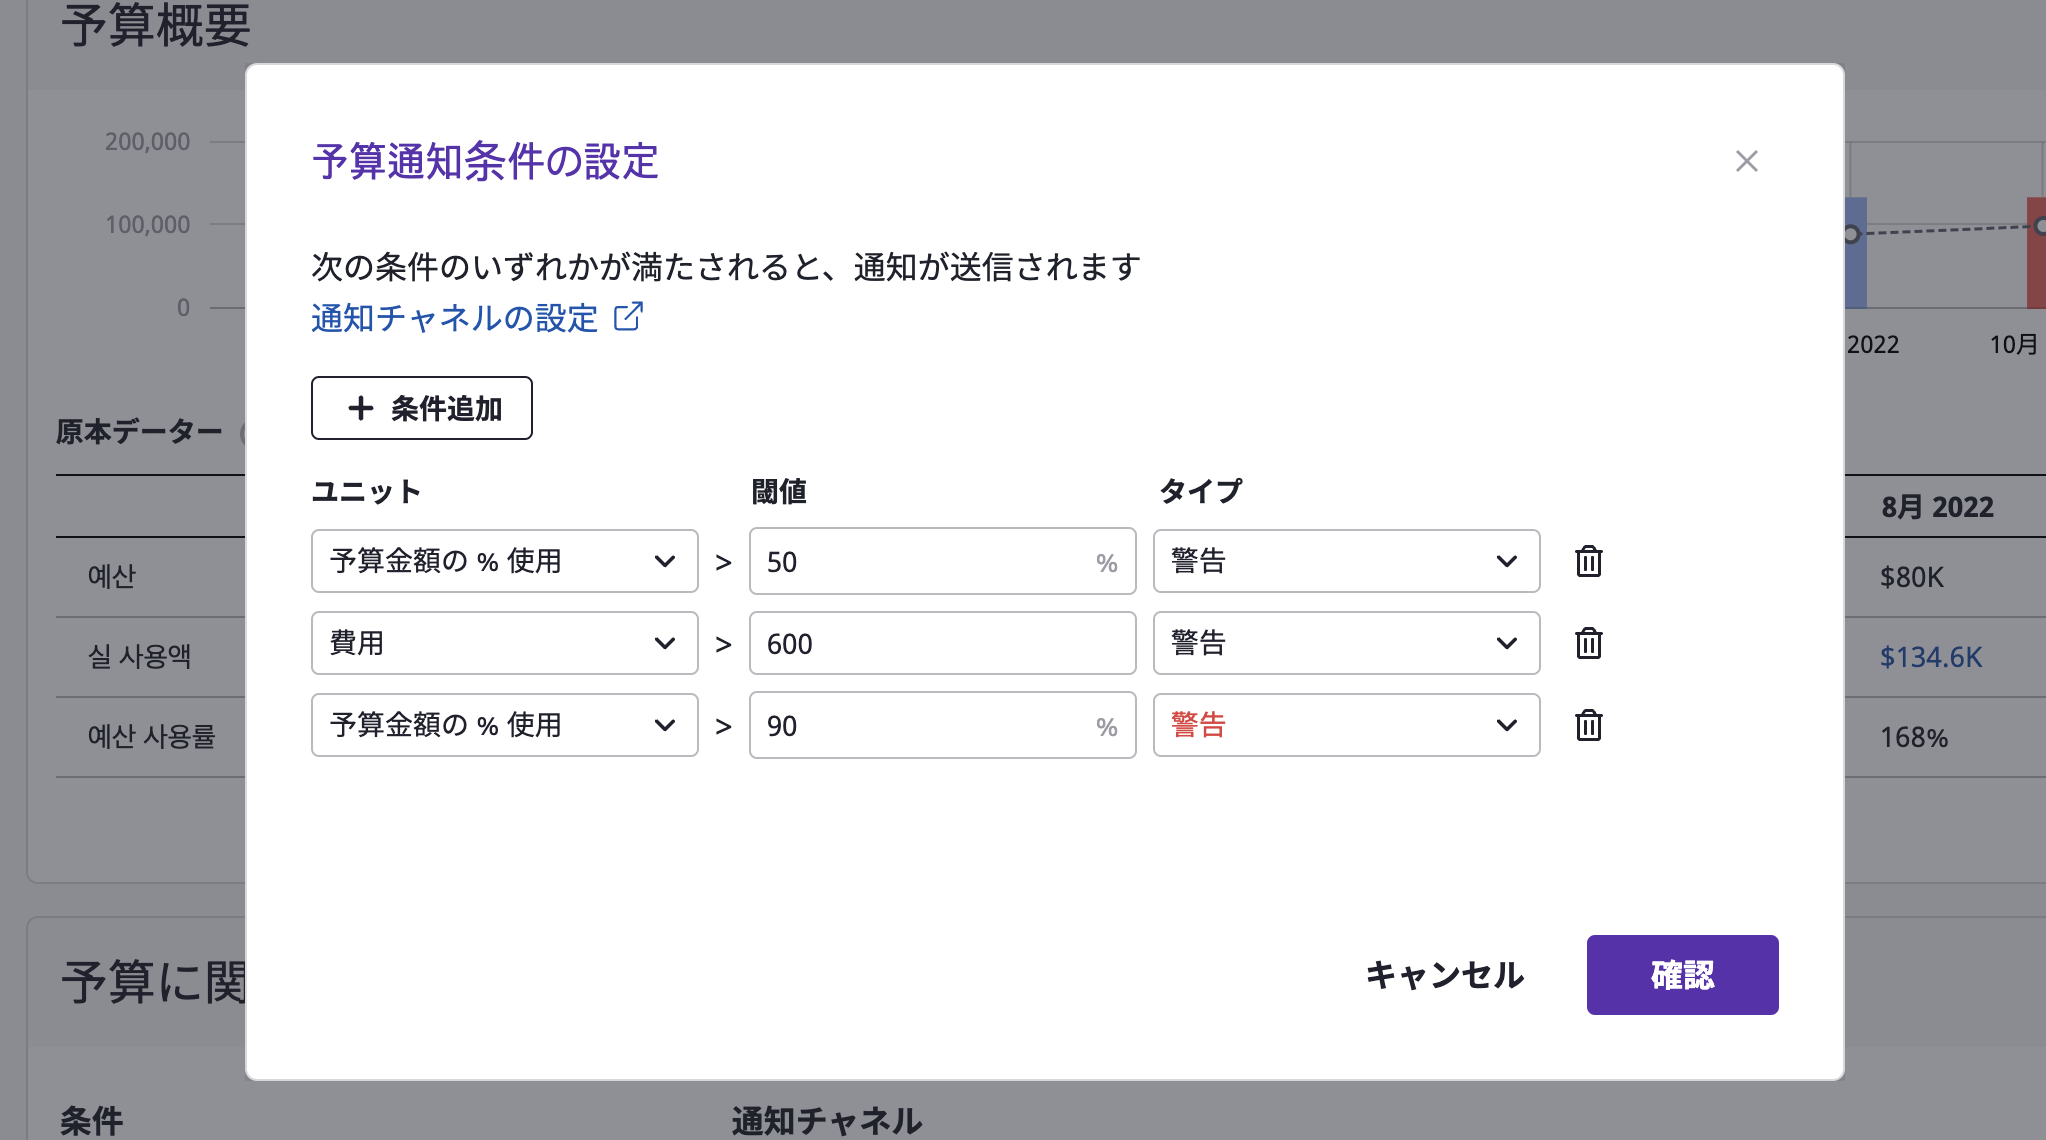 予算概要
200,000
100,000
0
2022
10月
原本データー
8月 2022
예산
$80K
실 사용액
$134.6K
예산 사용률
168%
予算通知条件の設定
次の条件のいずれかが満たされると、通知が送信されます
通知チャネルの設定
+ 条件追加
ユニット 閾値 タイプ
予算金額の % 使用 > 50 % 警告
費用 > 600 警告
予算金額の % 使用 > 90 % 警告
キャンセル 確認
予算に関
条件 通知チャネル